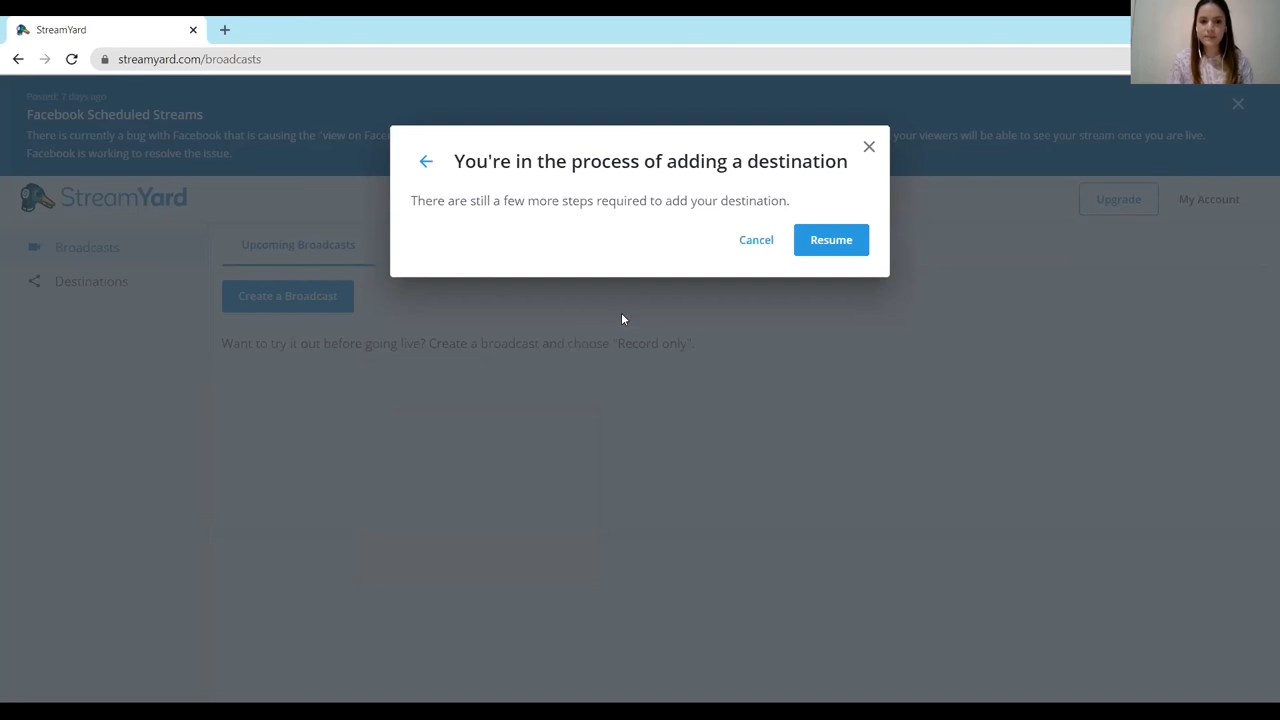 StreamYard
streamyard.com/broadcasts
Posted: 7 days ago
Facebook Scheduled Streams
There is currently a bug with Facebook that is causing the "view on Face your viewers will be able to see your stream once you are live.
Facebook is working to resolve the issue.
You're in the process of adding a destination
There are still a few more steps required to add your destination.
Cancel Resume
StreamYard
Upgrade My Account
Broadcasts
Destinations
Upcoming Broadcasts
Create a Broadcast
Want to try it out before going live? Create a broadcast and choose "Record only".